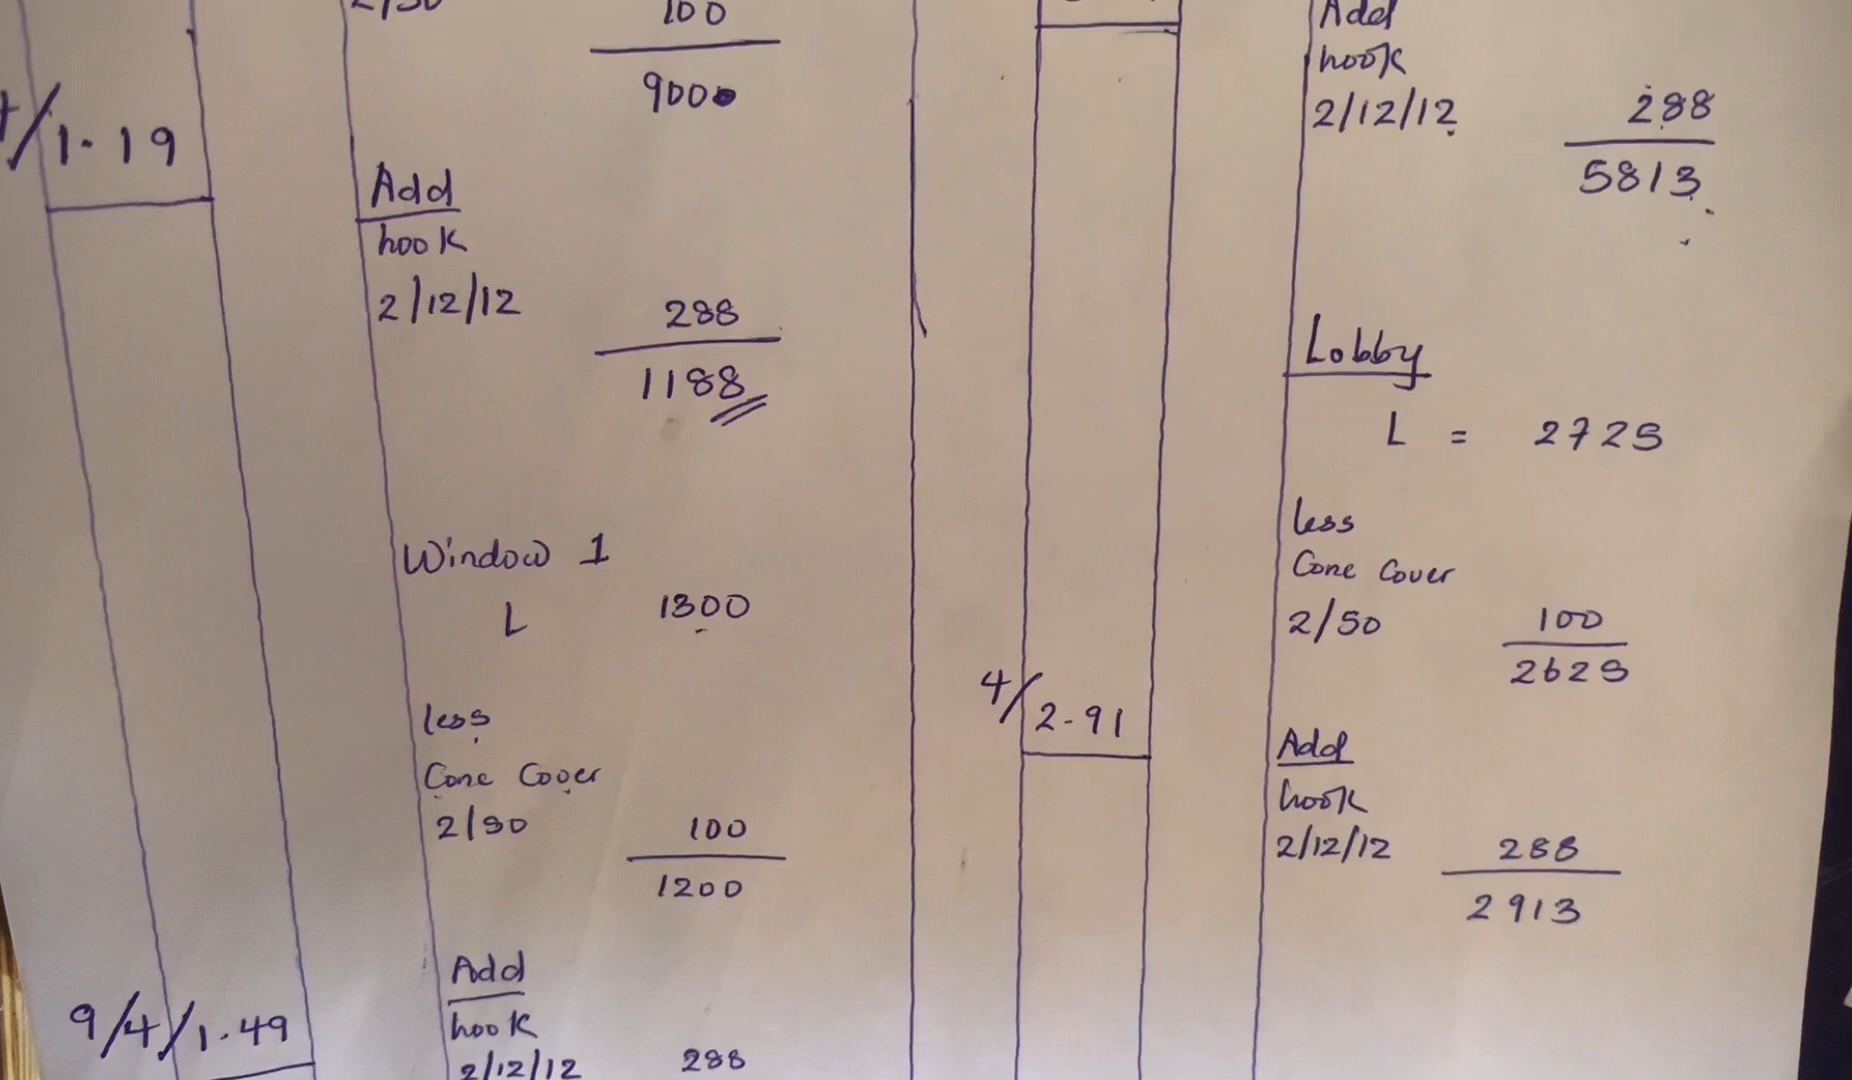 100
9000
/1.19
Add
hook
2/12/12 288
1188
Window 1
L 1300
less
Conc Cover
2/50 100
1200
Add
hook
9/4/1.49
2/12/12 288
Add
hook
2/12/12 288
5813
Lobby
L = 2725
less
Conc Cover
2/50 100
2625
4/2.91
Add
hook
2/12/12 288
2913